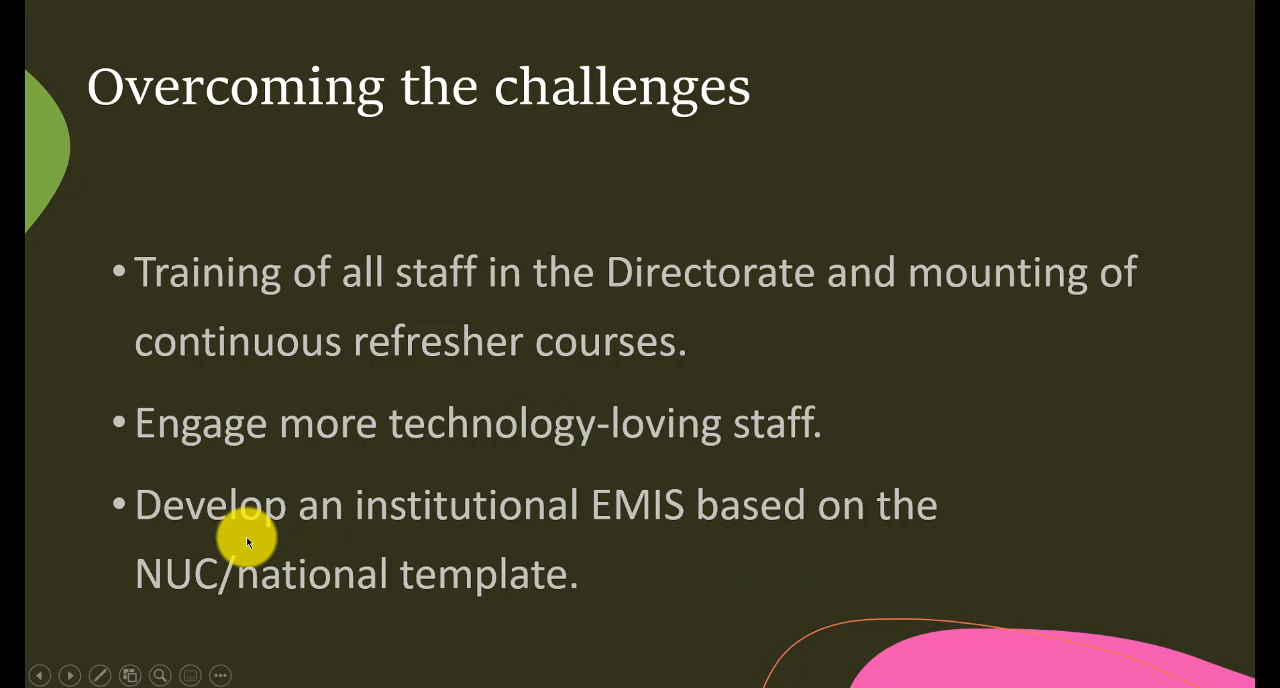 Overcoming the challenges
• Training of all staff in the Directorate and mounting of
continuous refresher courses.
• Engage more technology-loving staff.
• Develop an institutional EMIS based on the
NUC/national template.